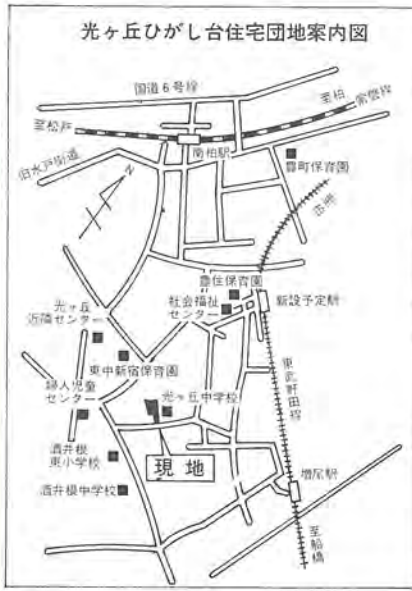 光ヶ丘ひがし台住宅団地案内図
国道6号線
至柏
常磐線
至松戸
南柏駅
旧水戸街道
豊町保育園
N
至柏
豊住保育園
社会福祉
センター
新設予定駅
光ヶ丘
近隣
センター
東中新宿保育園
東武野田線
婦人児童
センター
光ヶ丘中学校
酒井根
東小学校
現地
酒井根中学校
増尾駅
至船橋